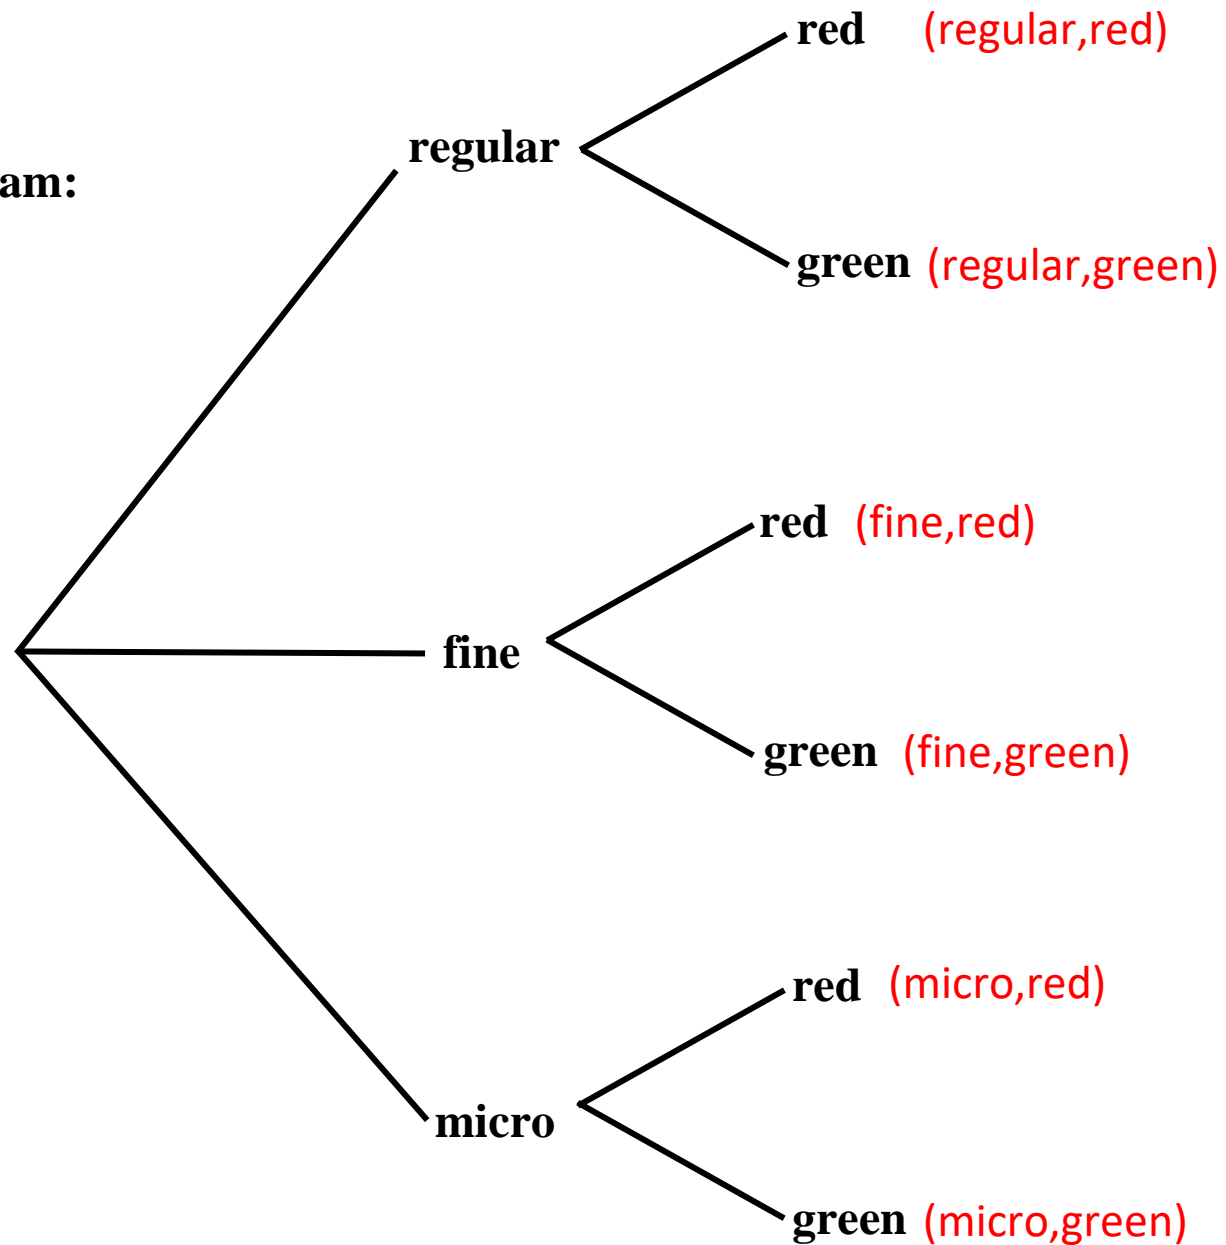 red (regular,red)
regular
am:
green (regular,green)
red (fine,red)
fine
green (fine,green)
red (micro,red)
micro
green (micro,green)